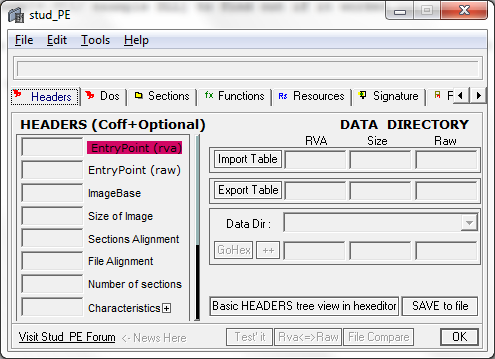 stud_PE
File Edit Tools Help
Headers Dos Sections fx Functions Rs Resources Signature F
HEADERS (Coff+Optional) DATA DIRECTORY
RVA Size Raw
EntryPoint (rva)
EntryPoint (raw)
ImageBase
Size of Image
Sections Alignment
File Alignment
Number of sections
Characteristics
Import Table
Export Table
Data Dir :
GoHex ++
Basic HEADERS tree view in hexeditor SAVE to file
Visit Stud_PE Forum <- News Here Test' it Rva<=>Raw File Compare OK